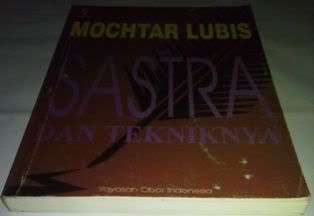 MOCHTAR LUBIS
SASTRA
DAN TEKNIKNYA
Yayasan Obor Indonesia